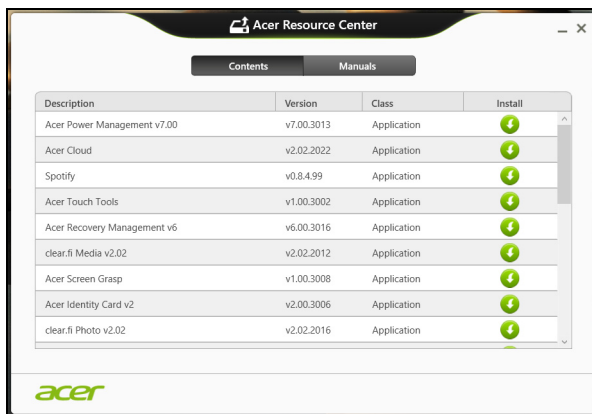 Acer Resource Center
Contents Manuals
Description Version Class Install
Acer Power Management v7.00 v7.00.3013 Application
Acer Cloud v2.02.2022 Application
Spotify v0.8.4.99 Application
Acer Touch Tools v1.00.3002 Application
Acer Recovery Management v6 v6.00.3016 Application
clear.fi Media v2.02 v2.02.2012 Application
Acer Screen Grasp v1.00.3008 Application
Acer Identity Card v2 v2.00.3006 Application
clear.fi Photo v2.02 v2.02.2016 Application
acer